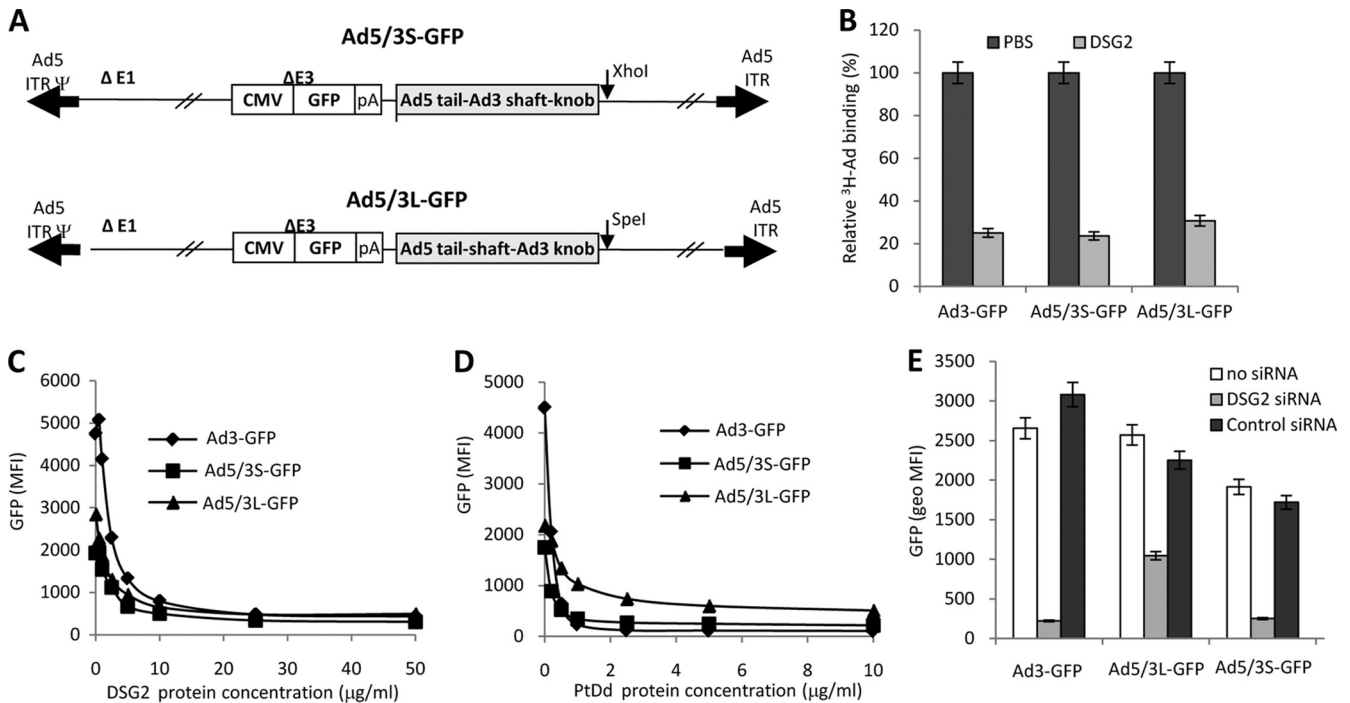 A
Ad5/3S-GFP
Ad5
ITR Ψ
Δ E1
ΔE3
CMV
GFP
pA
Ad5 tail-Ad3 shaft-knob
XhoI
Ad5
ITR
Ad5/3L-GFP
Ad5
ITR Ψ
Δ E1
ΔE3
CMV
GFP
pA
Ad5 tail-shaft-Ad3 knob
SpeI
Ad5
ITR
B
Relative ³H-Ad binding (%)
120
100
80
60
40
20
0
PBS
DSG2
Ad3-GFP
Ad5/3S-GFP
Ad5/3L-GFP
C
GFP (MFI)
6000
5000
4000
3000
2000
1000
0
Ad3-GFP
Ad5/3S-GFP
Ad5/3L-GFP
0 10 20 30 40 50
DSG2 protein concentration (μg/ml)
D
GFP (MFI)
5000
4000
3000
2000
1000
0
Ad3-GFP
Ad5/3S-GFP
Ad5/3L-GFP
0 2 4 6 8 10
PtDd protein concentration (μg/ml)
E
GFP (geo MFI)
3500
3000
2500
2000
1500
1000
500
0
no siRNA
DSG2 siRNA
Control siRNA
Ad3-GFP
Ad5/3L-GFP
Ad5/3S-GFP